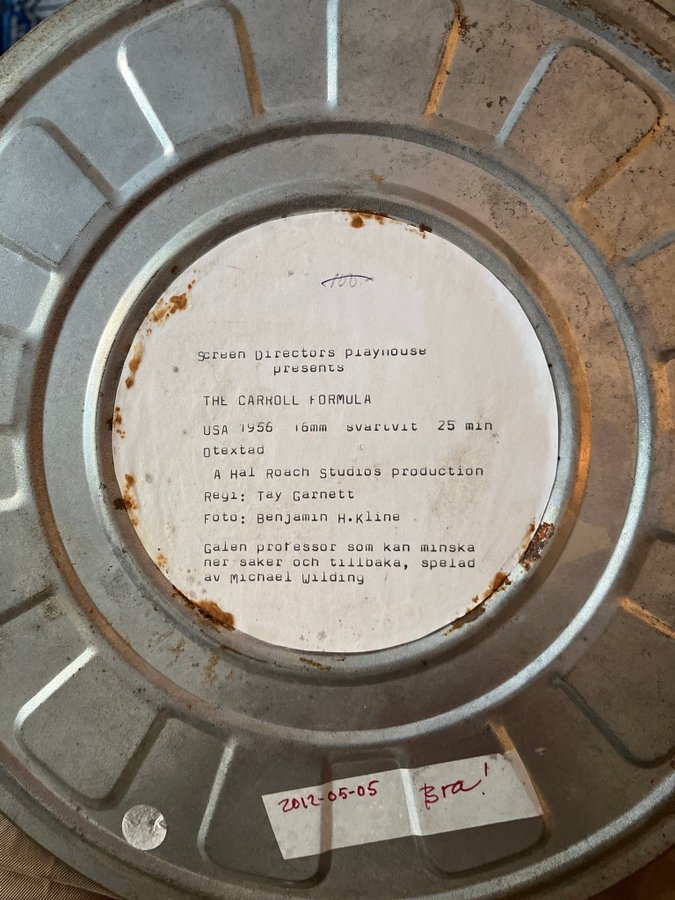 100:-
Screen Directors Playhouse
presents
THE CARROLL FORMULA
USA 1956 16mm svartvit 25 min
Otextad
A Hal Roach Studios production
Regi: Tay Garnett
Foto: Benjamin H.Kline
Galen professor som kan minska
ner saker och tillbaka, spelad
av Michael Wilding
2012-05-05 Bra!